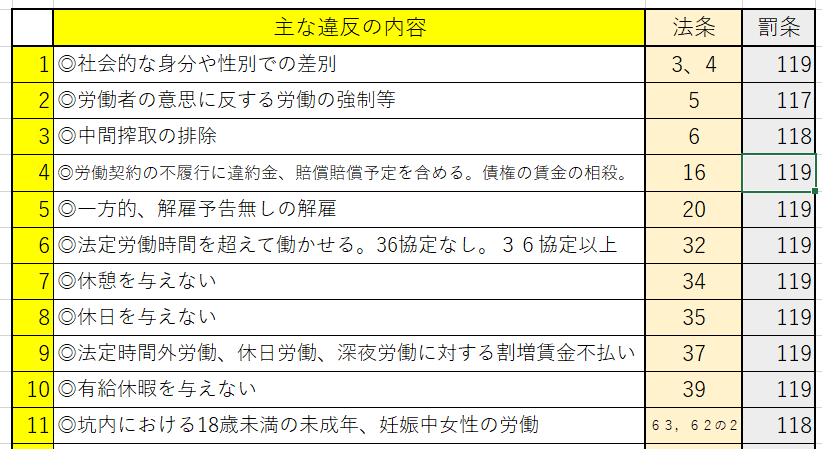 主な違反の内容 法条 罰条
1 ◎社会的な身分や性別での差別 3、4 119
2 ◎労働者の意思に反する労働の強制等 5 117
3 ◎中間搾取の排除 6 118
4 ◎労働契約の不履行に違約金、賠償賠償予定を含める。債権の賃金の相殺。 16 119
5 ◎一方的、解雇予告無しの解雇 20 119
6 ◎法定労働時間を超えて働かせる。36協定なし。３６協定以上 32 119
7 ◎休憩を与えない 34 119
8 ◎休日を与えない 35 119
9 ◎法定時間外労働、休日労働、深夜労働に対する割増賃金不払い 37 119
10 ◎有給休暇を与えない 39 119
11 ◎坑内における18歳未満の未成年、妊娠中女性の労働 ６３，６２の２ 118